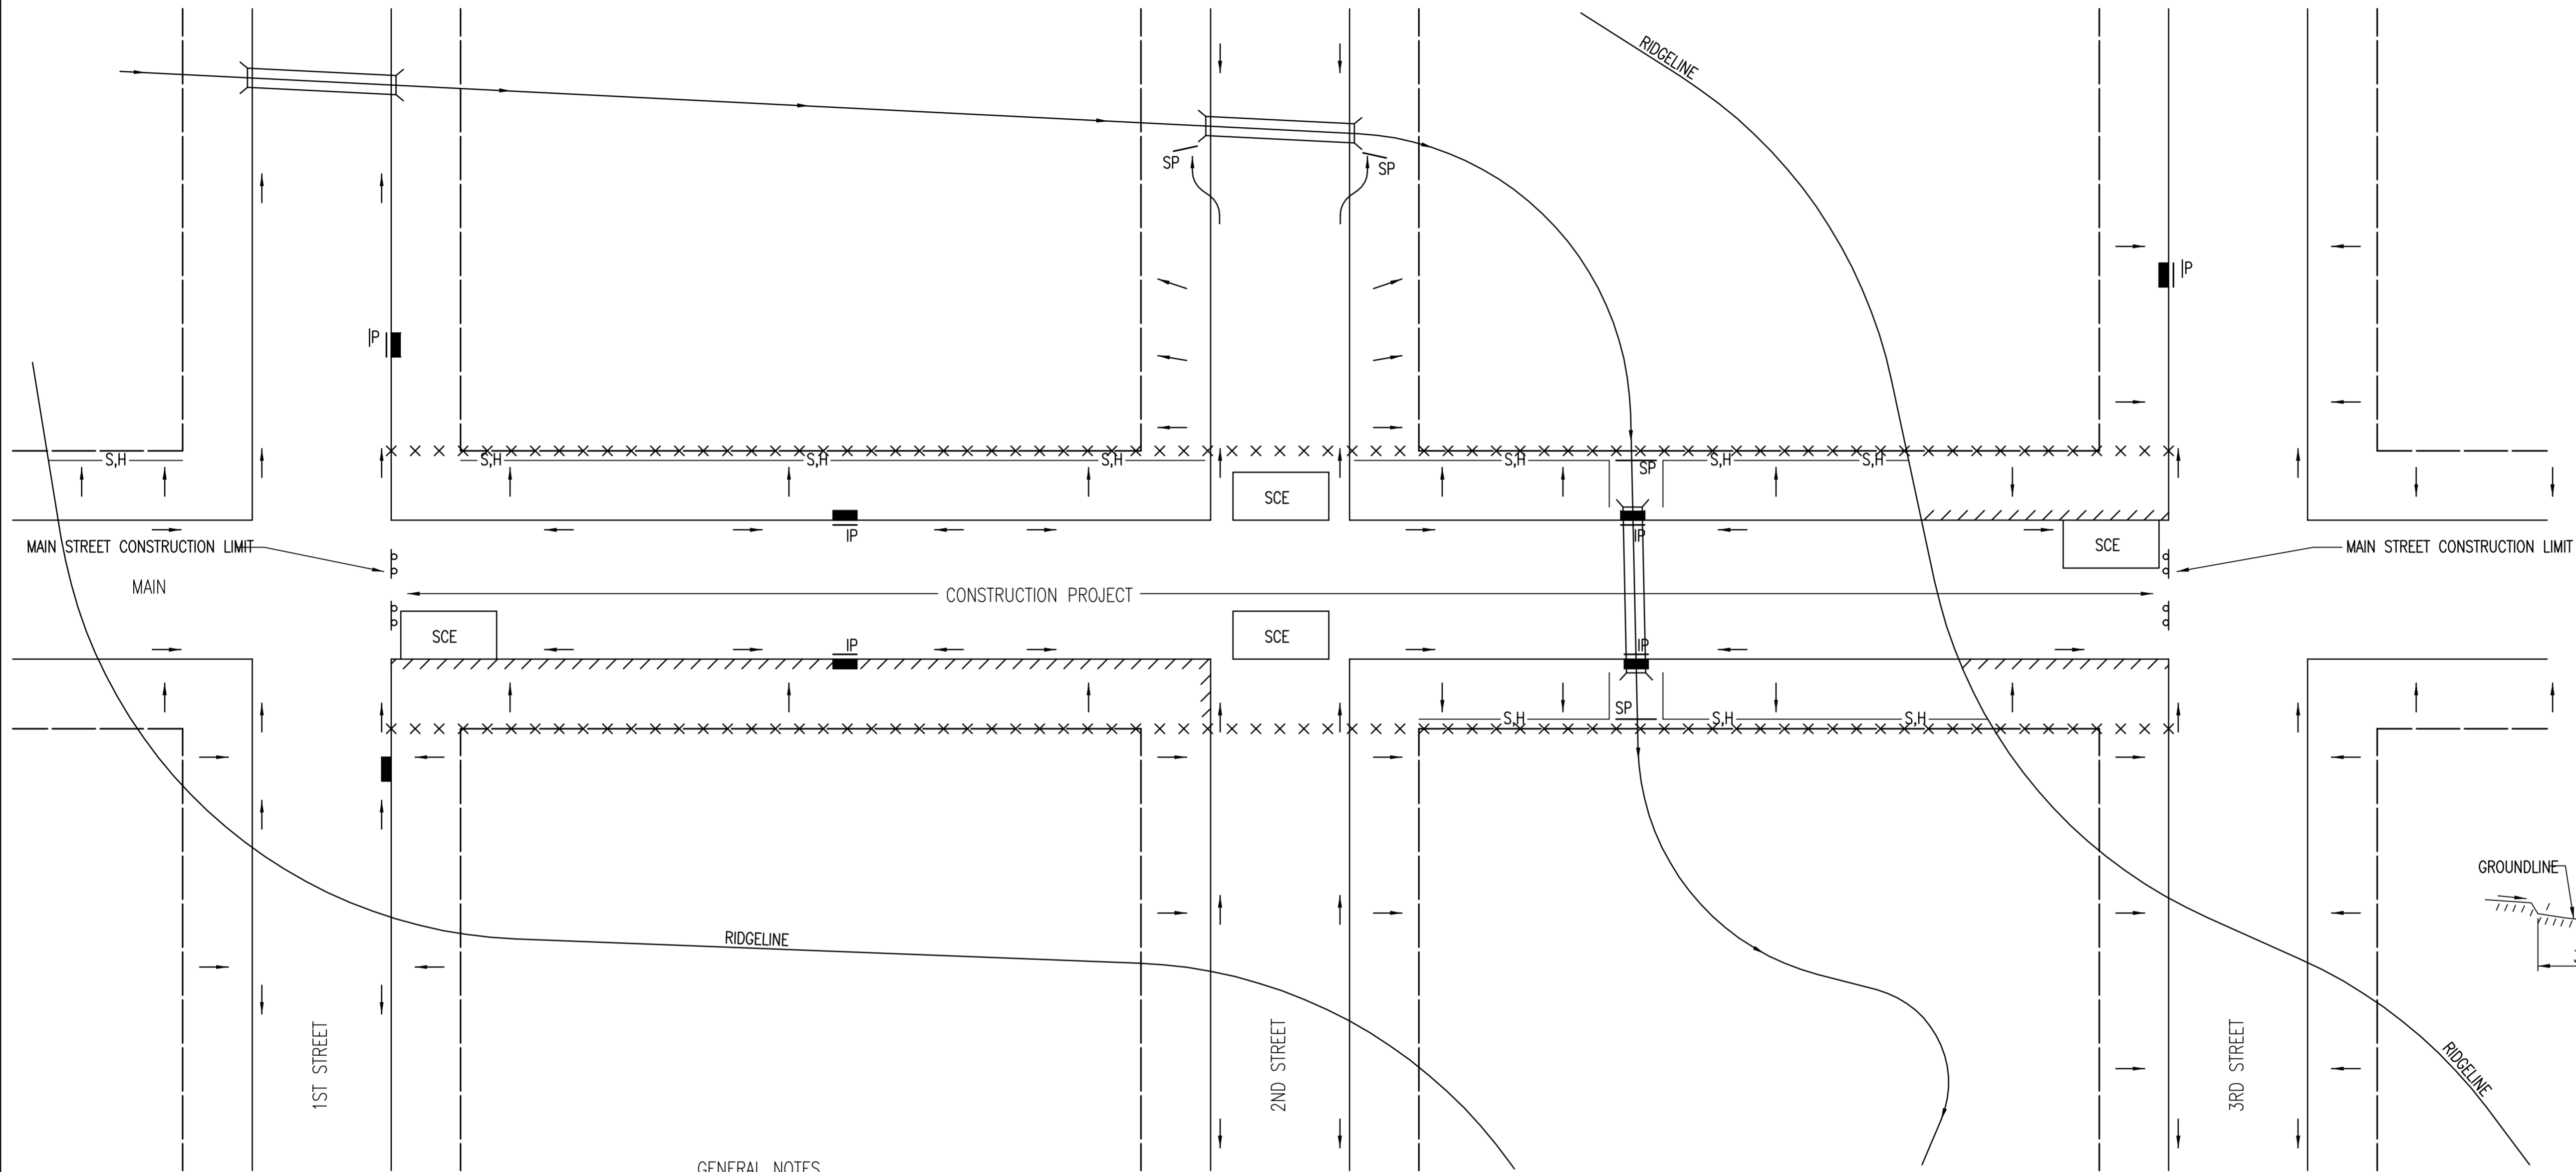 RIDGELINE
SP
SP
IP
IP
S,H
S,H
S,H
S,H
S,H
SP
S,H
S,H
SCE
IP
IP
SCE
MAIN STREET CONSTRUCTION LIMIT
MAIN STREET CONSTRUCTION LIMIT
MAIN
CONSTRUCTION PROJECT
SCE
SCE
IP
IP
SP
S,H
S,H
S,H
GROUNDLINE
RIDGELINE
1ST STREET
2ND STREET
3RD STREET
RIDGELINE
GENERAL NOTES